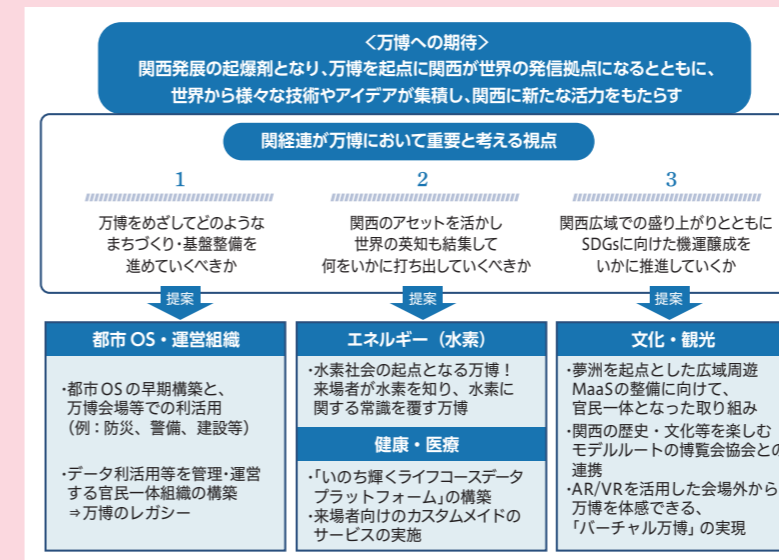 〈万博への期待〉
関西発展の起爆剤となり、万博を起点に関西が世界の発信拠点になるとともに、
世界から様々な技術やアイデアが集積し、関西に新たな活力をもたらす
関経連が万博において重要と考える視点
1
万博をめざしてどのような
まちづくり・基盤整備を
進めていくべきか
提案
都市 OS・運営組織
・都市 OS の早期構築と、
万博会場等での利活用
（例：防災、警備、建設等）
・データ利活用等を管理・運営
する官民一体組織の構築
⇒万博のレガシー
2
関西のアセットを活かし
世界の英知も結集して
何をいかに打ち出していくべきか
提案
エネルギー（水素）
・水素社会の起点となる万博！
来場者が水素を知り、水素に
関する常識を覆す万博
健康・医療
・「いのち輝くライフコースデータ
プラットフォーム」の構築
・来場者向けのカスタムメイドの
サービスの実施
3
関西広域での盛り上がりとともに
SDGsに向けた機運醸成を
いかに推進していくか
提案
文化・観光
・夢洲を起点とした広域周遊
MaaSの整備に向けて、
官民一体となった取り組み
・関西の歴史・文化等を楽しむ
モデルルートの博覧会協会との
連携
・AR/VRを活用した会場外から
万博を体感できる、
「バーチャル万博」の実現